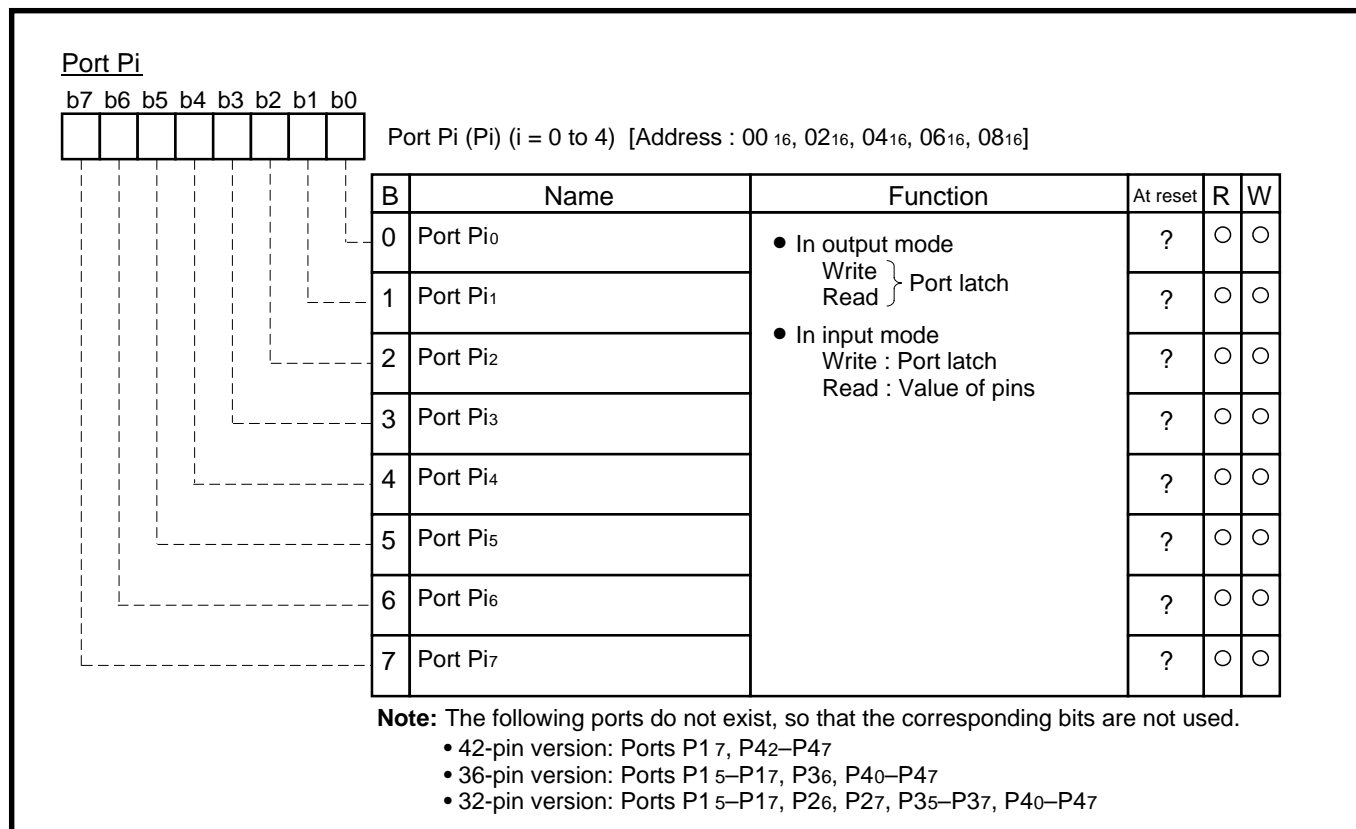 Port Pi
b7 b6 b5 b4 b3 b2 b1 b0
Port Pi (Pi) (i = 0 to 4) [Address : 00 16, 0216, 0416, 0616, 0816]
B Name Function At reset R W
0 Port Pi0 ? ○ ○
● In output mode
Write
Read } Port latch
1 Port Pi1 ? ○ ○
● In input mode
Write : Port latch
Read : Value of pins
2 Port Pi2 ? ○ ○
3 Port Pi3 ? ○ ○
4 Port Pi4 ? ○ ○
5 Port Pi5 ? ○ ○
6 Port Pi6 ? ○ ○
7 Port Pi7 ? ○ ○
Note: The following ports do not exist, so that the corresponding bits are not used.
• 42-pin version: Ports P1 7, P42–P47
• 36-pin version: Ports P1 5–P17, P36, P40–P47
• 32-pin version: Ports P1 5–P17, P26, P27, P35–P37, P40–P47